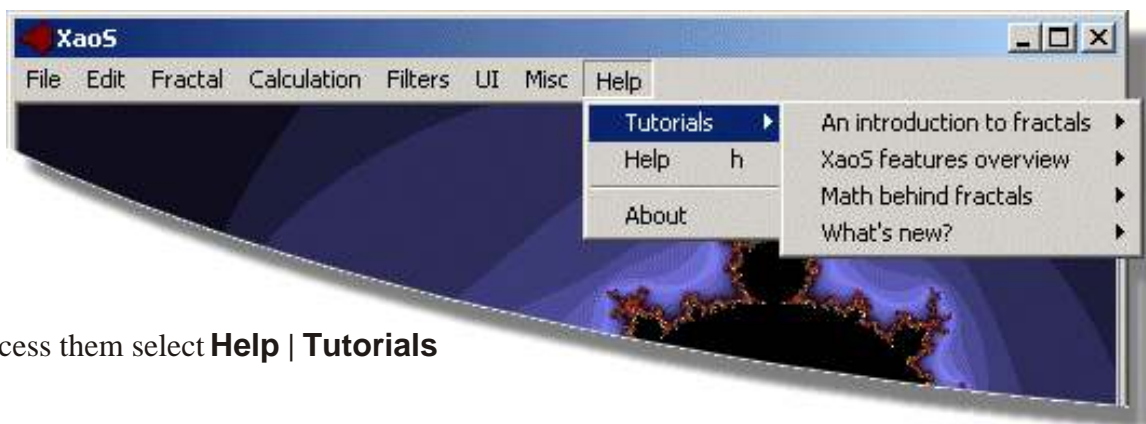 XaoS
File Edit Fractal Calculation Filters UI Misc Help
Tutorials
Help h
About
An introduction to fractals
XaoS features overview
Math behind fractals
What's new?
cess them select Help | Tutorials